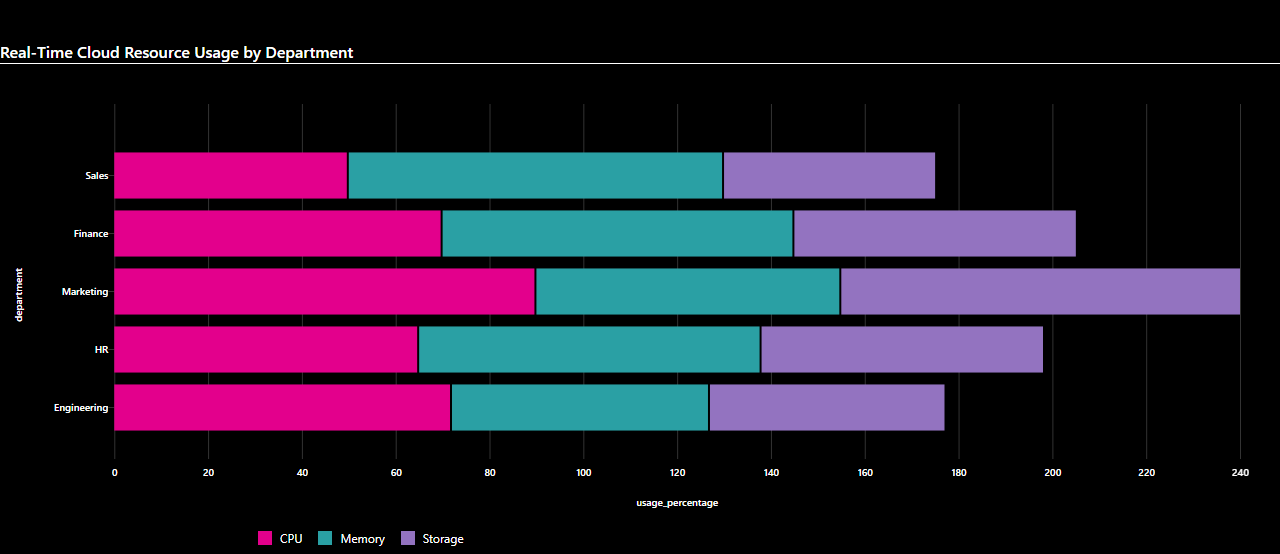 Real-Time Cloud Resource Usage by Department
Sales
Finance
department
Marketing
HR
Engineering
0 20 40 60 80 100 120 140 160 180 200 220 240
usage_percentage
CPU Memory Storage